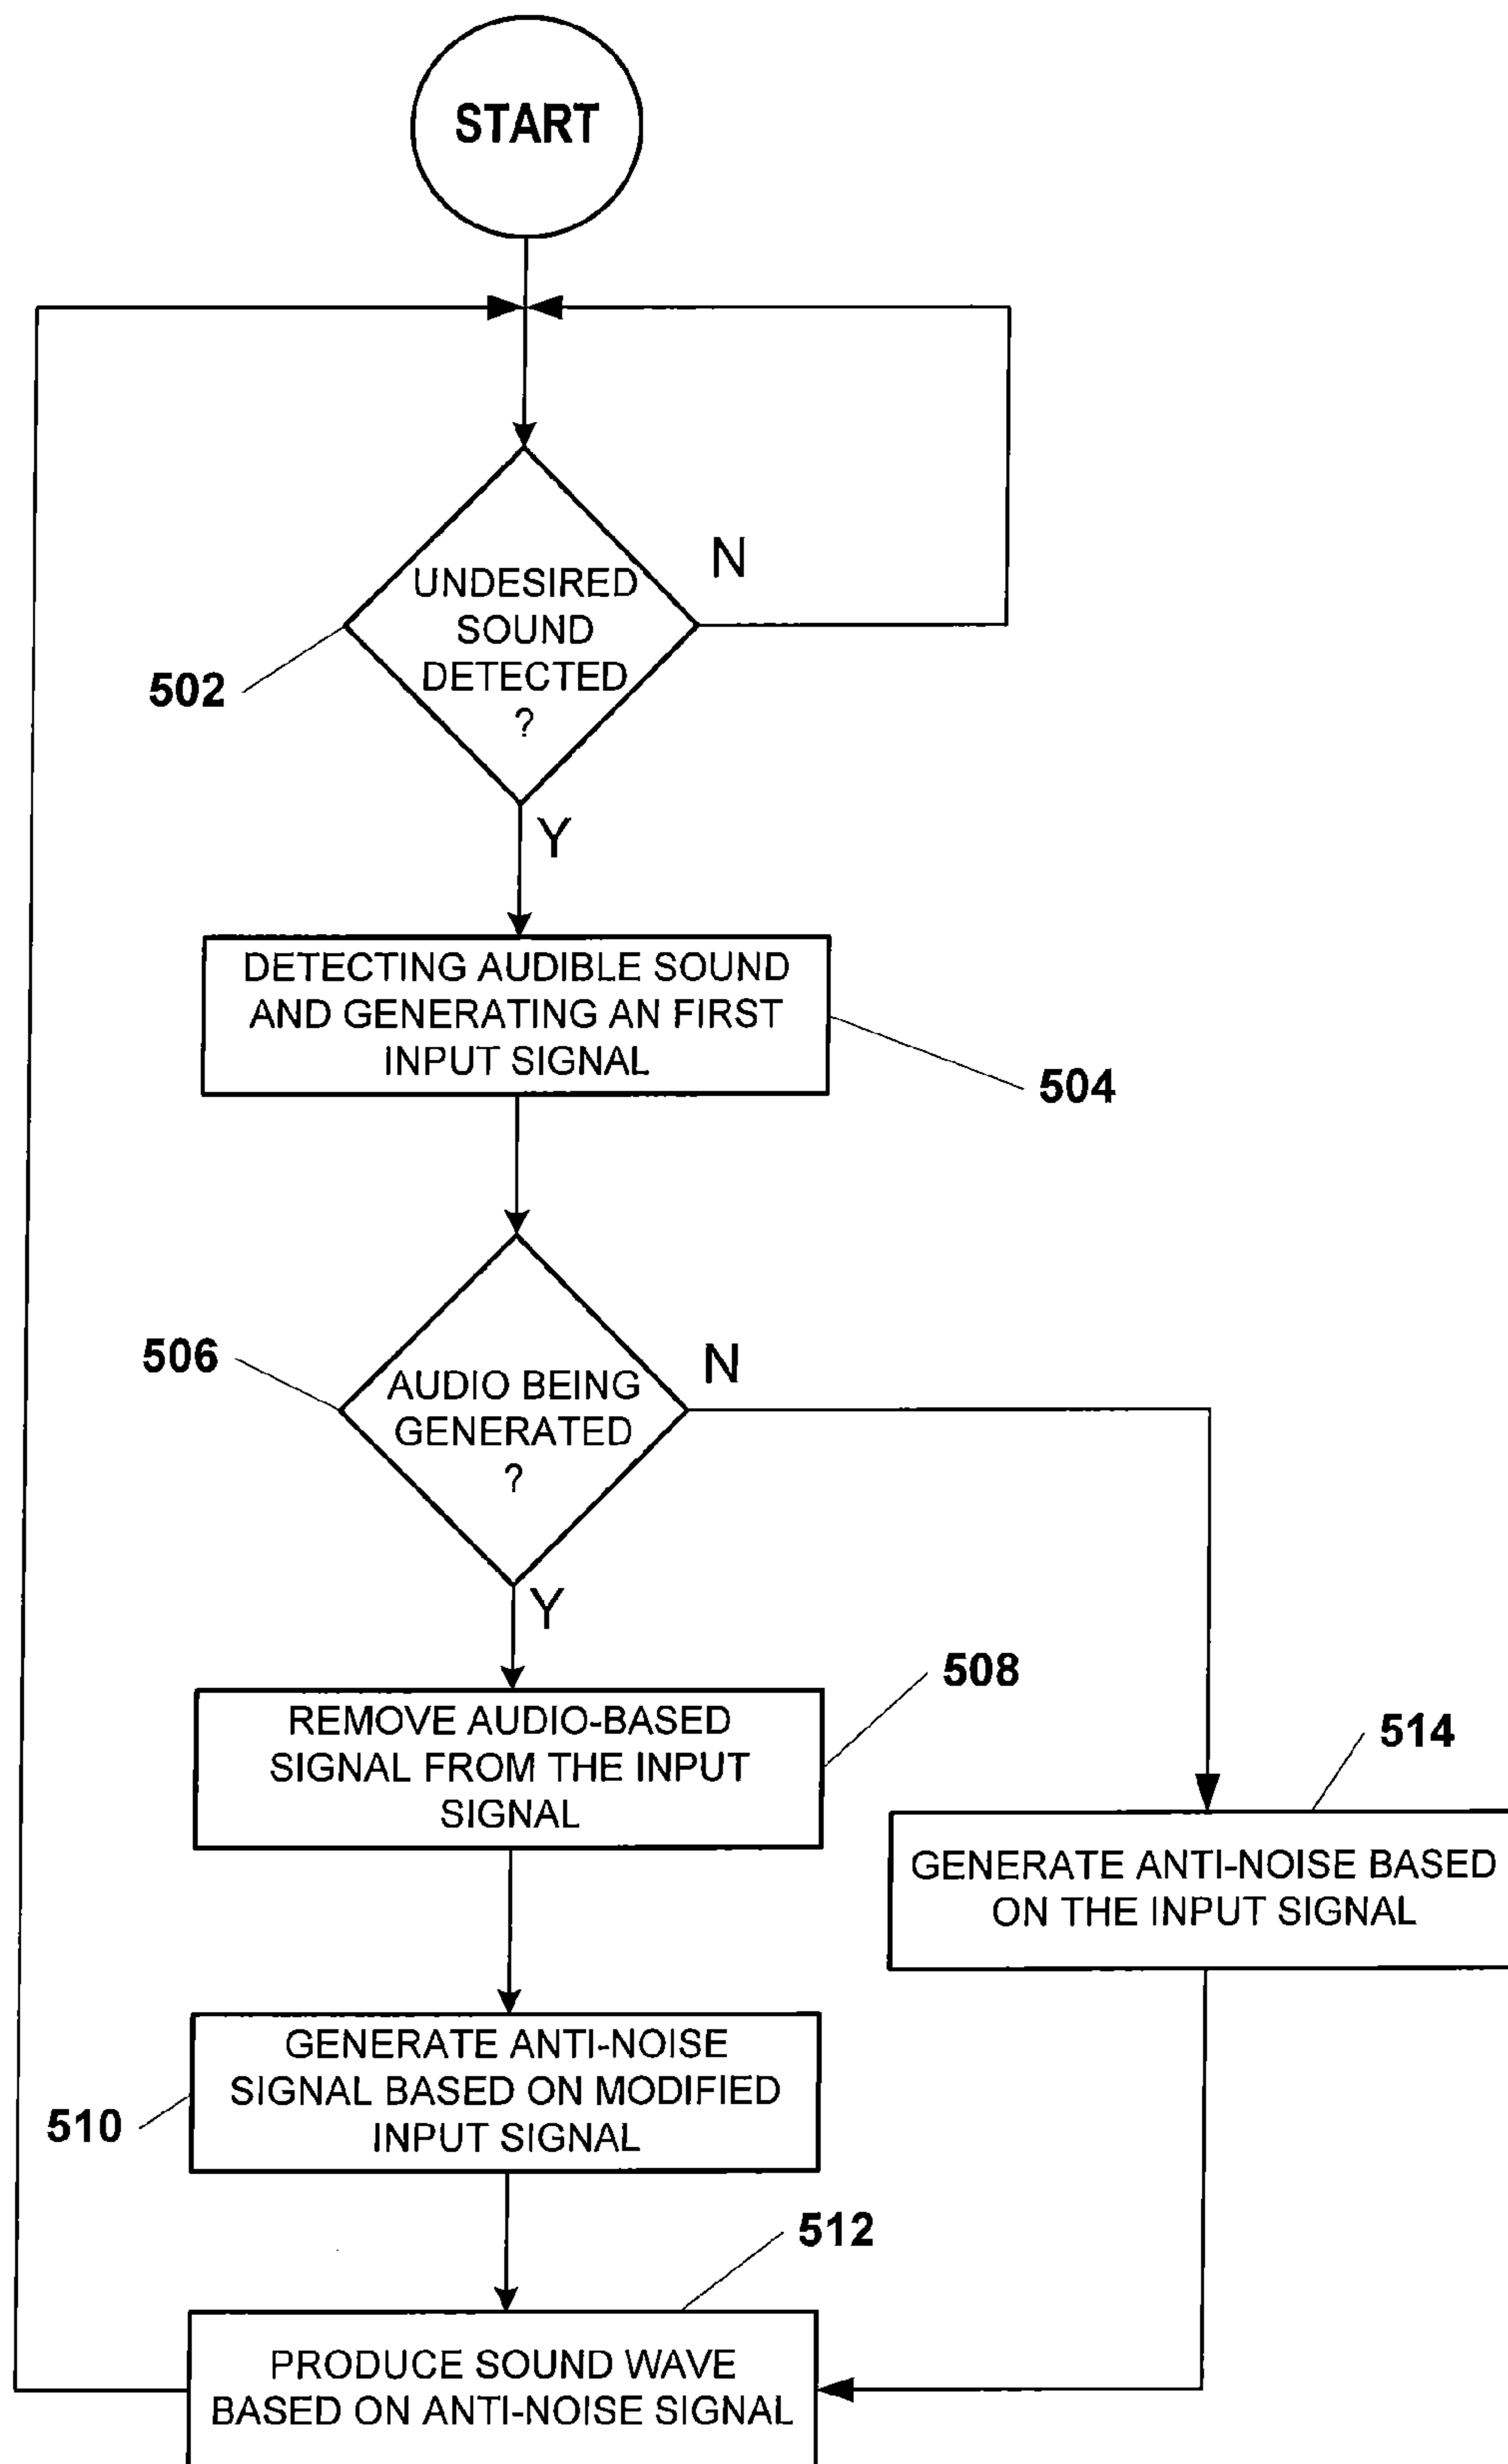 START
N
UNDESIRED
SOUND
DETECTED
?
502
Y
DETECTING AUDIBLE SOUND
AND GENERATING AN FIRST
INPUT SIGNAL
504
506
N
AUDIO BEING
GENERATED
?
Y
508
REMOVE AUDIO-BASED
SIGNAL FROM THE INPUT
SIGNAL
514
GENERATE ANTI-NOISE BASED
ON THE INPUT SIGNAL
GENERATE ANTI-NOISE
SIGNAL BASED ON MODIFIED
INPUT SIGNAL
510
512
PRODUCE SOUND WAVE
BASED ON ANTI-NOISE SIGNAL